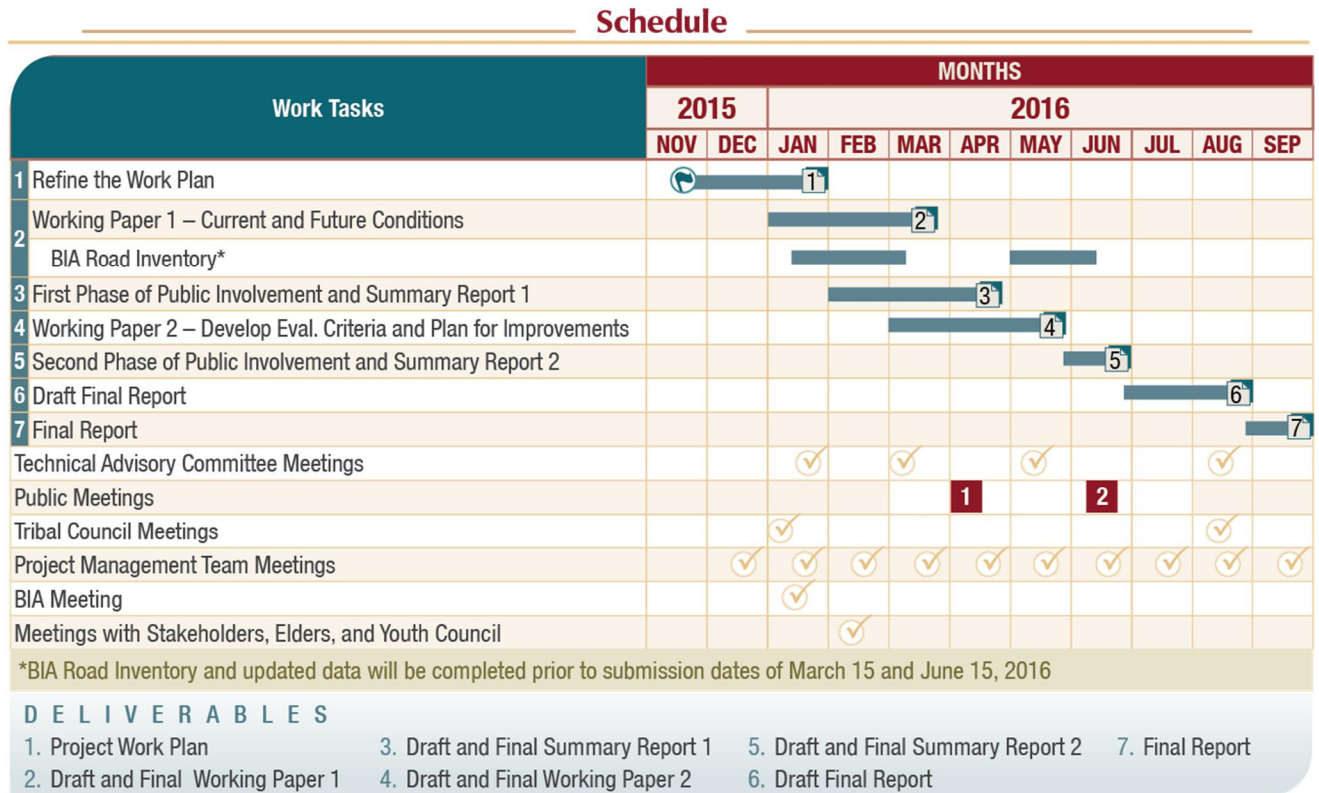 Schedule
MONTHS
Work Tasks
2015 2016
NOV DEC JAN FEB MAR APR MAY JUN JUL AUG SEP
1 Refine the Work Plan 1
2
Working Paper 1 – Current and Future Conditions 2
BIA Road Inventory*
3 First Phase of Public Involvement and Summary Report 1 3
4 Working Paper 2 – Develop Eval. Criteria and Plan for Improvements 4
5 Second Phase of Public Involvement and Summary Report 2 5
6 Draft Final Report 6
7 Final Report 7
Technical Advisory Committee Meetings
Public Meetings 1 2
Tribal Council Meetings
Project Management Team Meetings
BIA Meeting
Meetings with Stakeholders, Elders, and Youth Council
*BIA Road Inventory and updated data will be completed prior to submission dates of March 15 and June 15, 2016
DELIVERABLES
1. Project Work Plan
2. Draft and Final Working Paper 1
3. Draft and Final Summary Report 1
4. Draft and Final Working Paper 2
5. Draft and Final Summary Report 2
6. Draft Final Report
7. Final Report